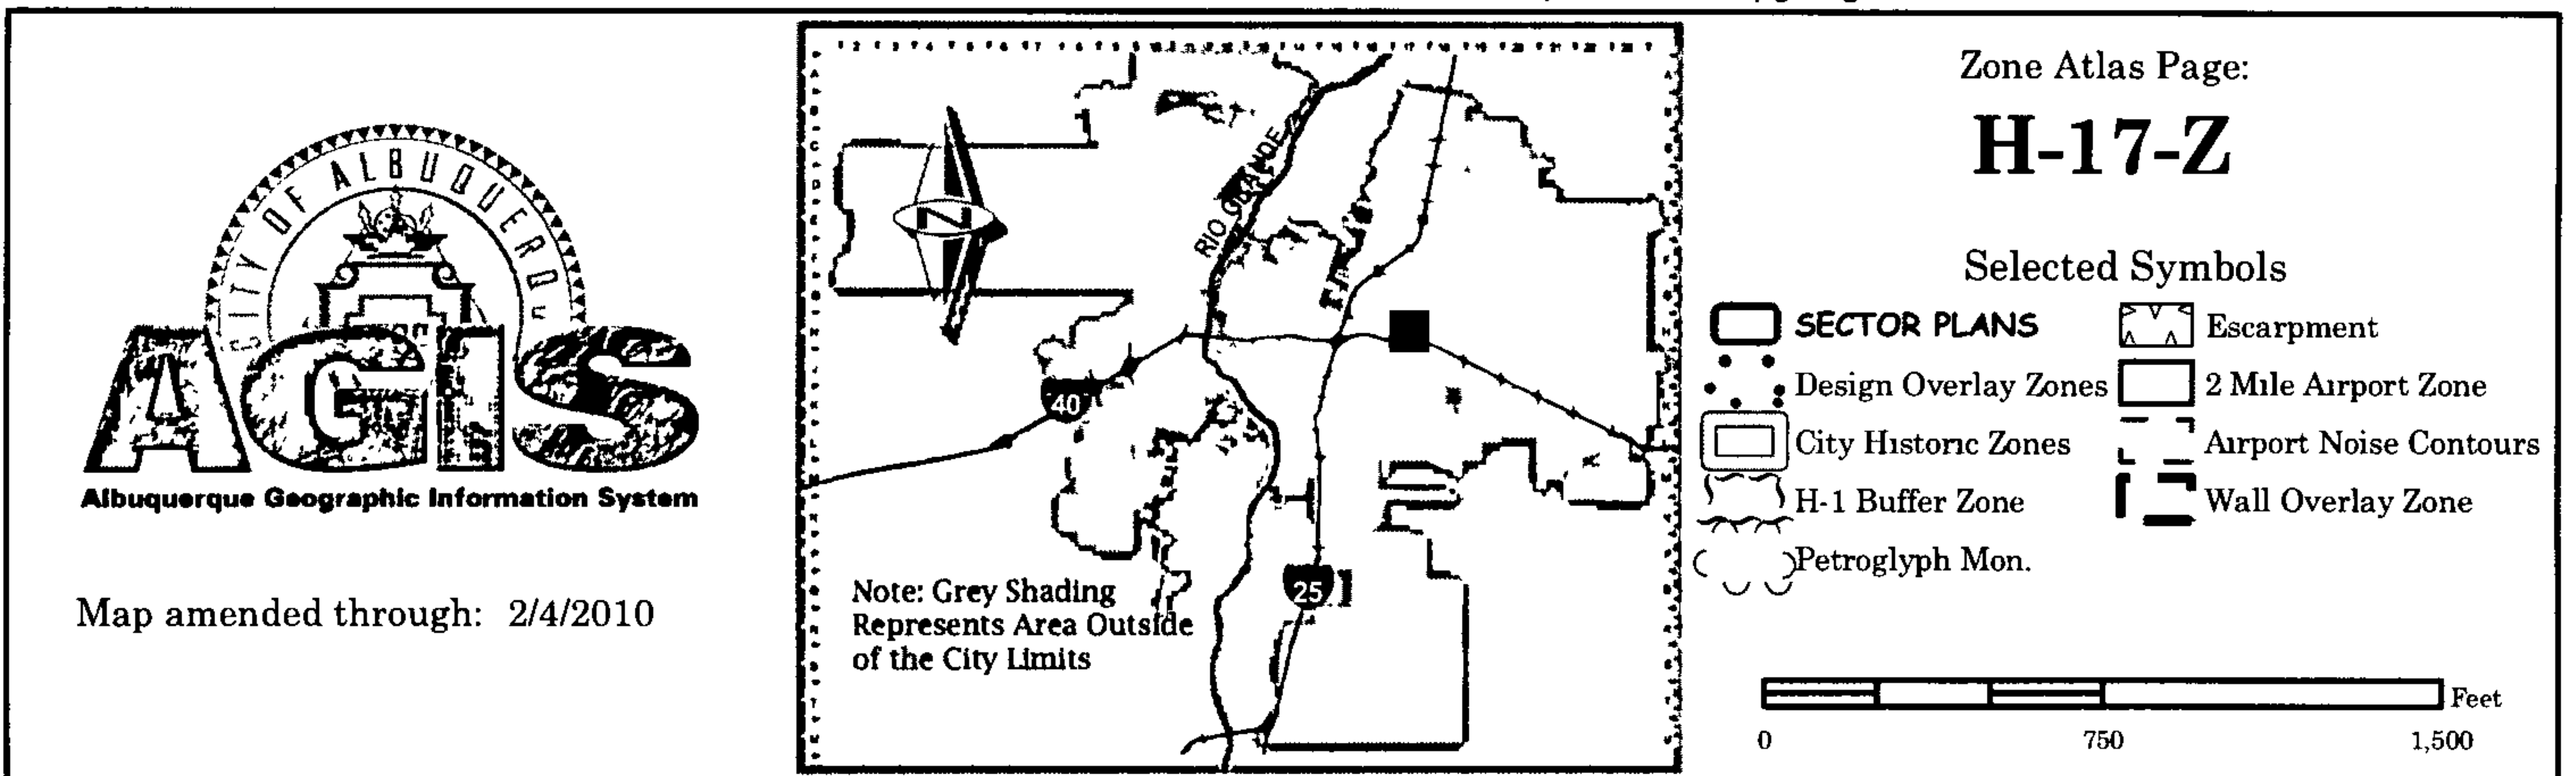 CITY OF ALBUQUERQUE
AGIS
Albuquerque Geographic Information System
Map amended through: 2/4/2010
RIO GRANDE
40
25
Note: Grey Shading
Represents Area Outside
of the City Limits
Zone Atlas Page:
H-17-Z
Selected Symbols
SECTOR PLANS
Design Overlay Zones
City Historic Zones
H-1 Buffer Zone
Petroglyph Mon.
Escarpment
2 Mile Airport Zone
Airport Noise Contours
Wall Overlay Zone
Feet
0 750 1,500